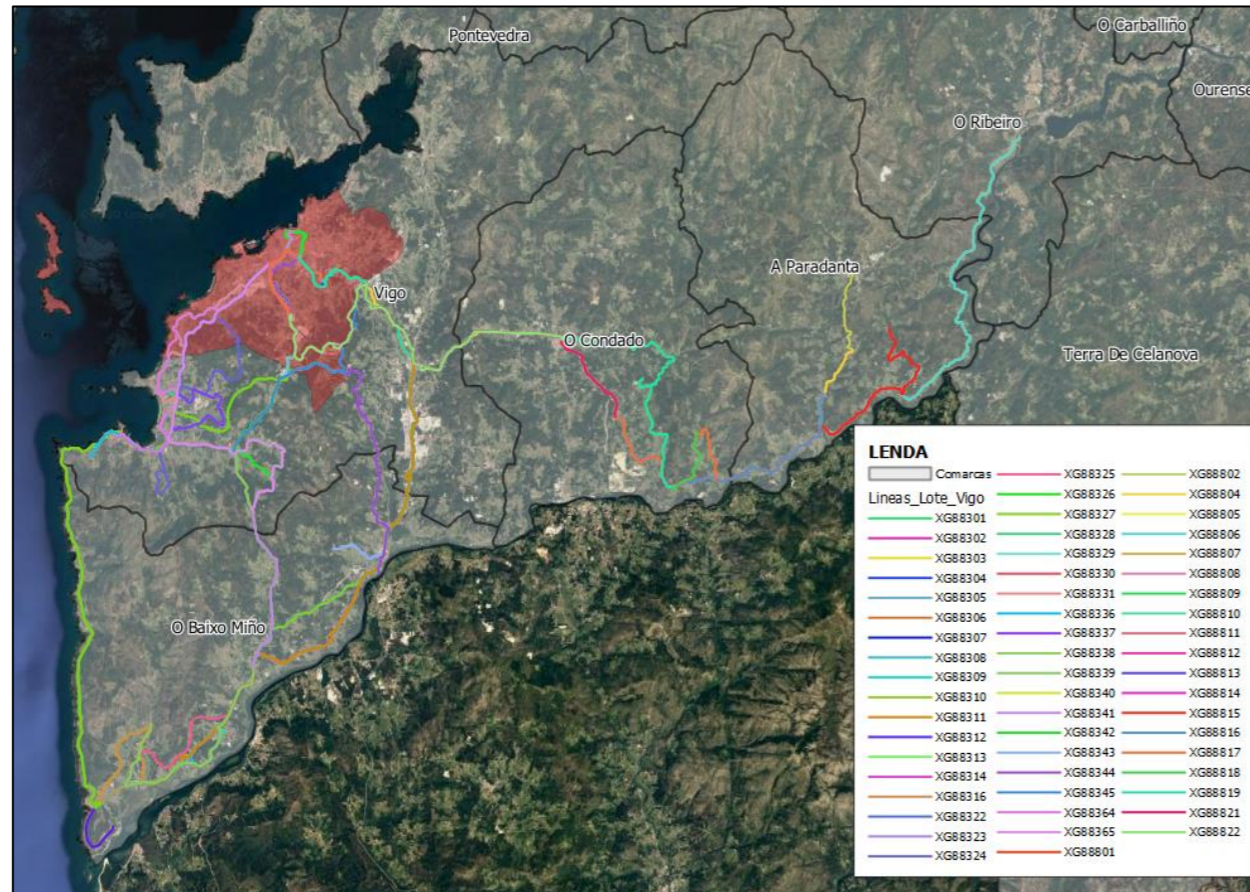 Pontevedra
O Carballiño
Ourense
O Ribeiro
A Paradanta
Vigo
O Condado
Terra De Celanova
O Baixo Miño
LENDA
Comarcas
Lineas_Lote_Vigo
XG88301
XG88302
XG88303
XG88304
XG88305
XG88306
XG88307
XG88308
XG88309
XG88310
XG88311
XG88312
XG88313
XG88314
XG88316
XG88322
XG88323
XG88324
XG88325
XG88326
XG88327
XG88328
XG88329
XG88330
XG88331
XG88336
XG88337
XG88338
XG88339
XG88340
XG88341
XG88342
XG88343
XG88344
XG88345
XG88364
XG88365
XG88801
XG88802
XG88804
XG88805
XG88806
XG88807
XG88808
XG88809
XG88810
XG88811
XG88812
XG88813
XG88814
XG88815
XG88816
XG88817
XG88818
XG88819
XG88821
XG88822